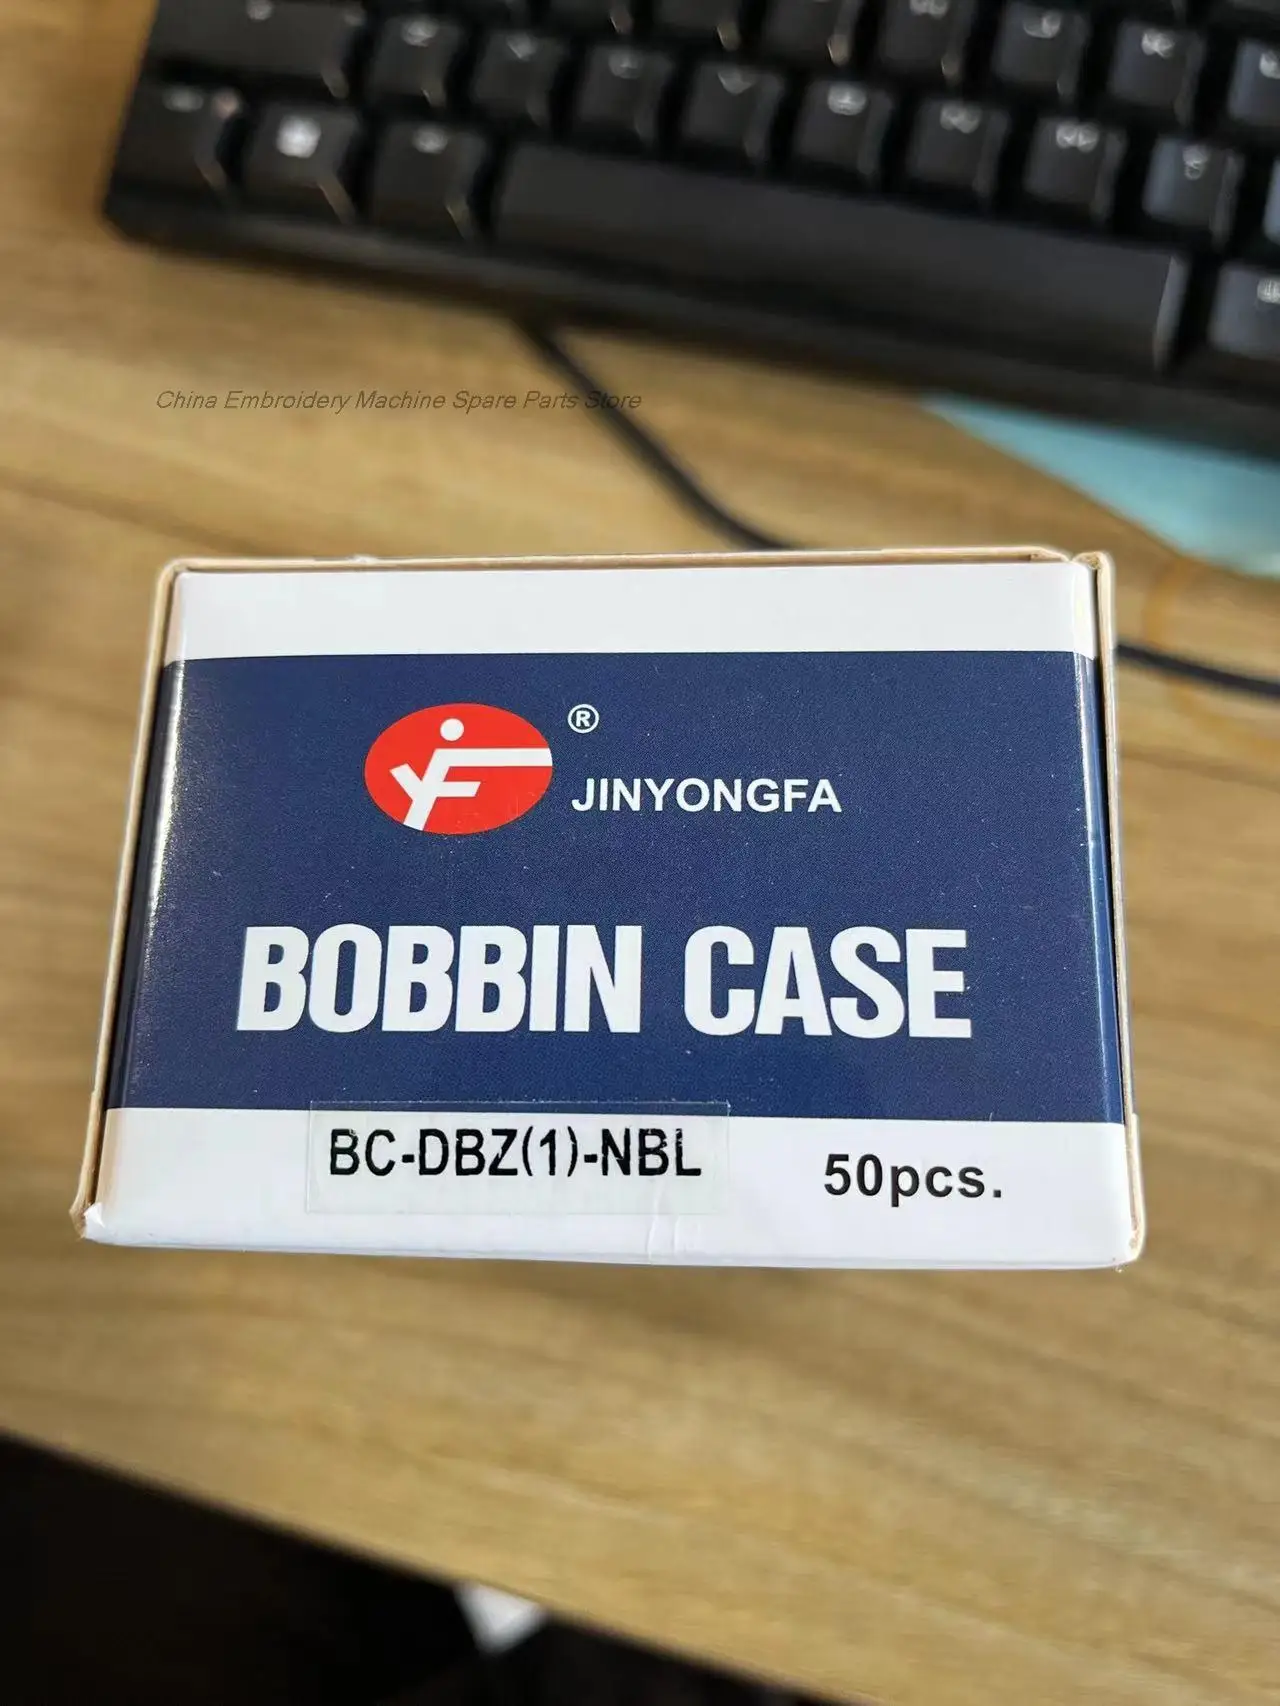 China Embroidery Machine Spare Parts Store
®
JINYONGFA
BOBBIN CASE
BC-DBZ(1)-NBL
50pcs.